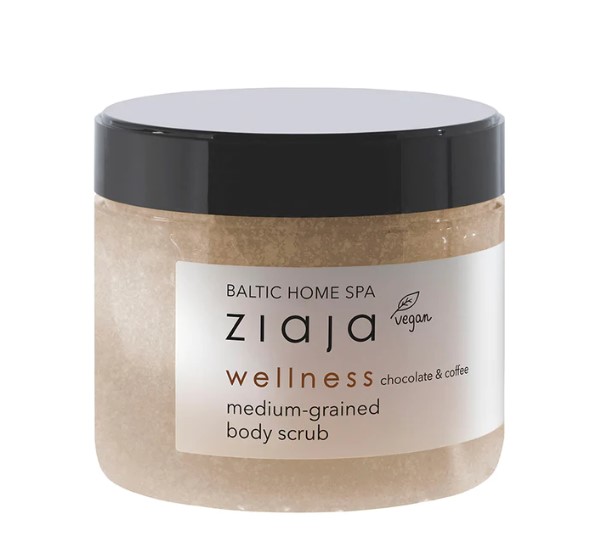 BALTIC HOME SPA
ziaja
vegan
wellness chocolate & coffee
medium-grained
body scrub